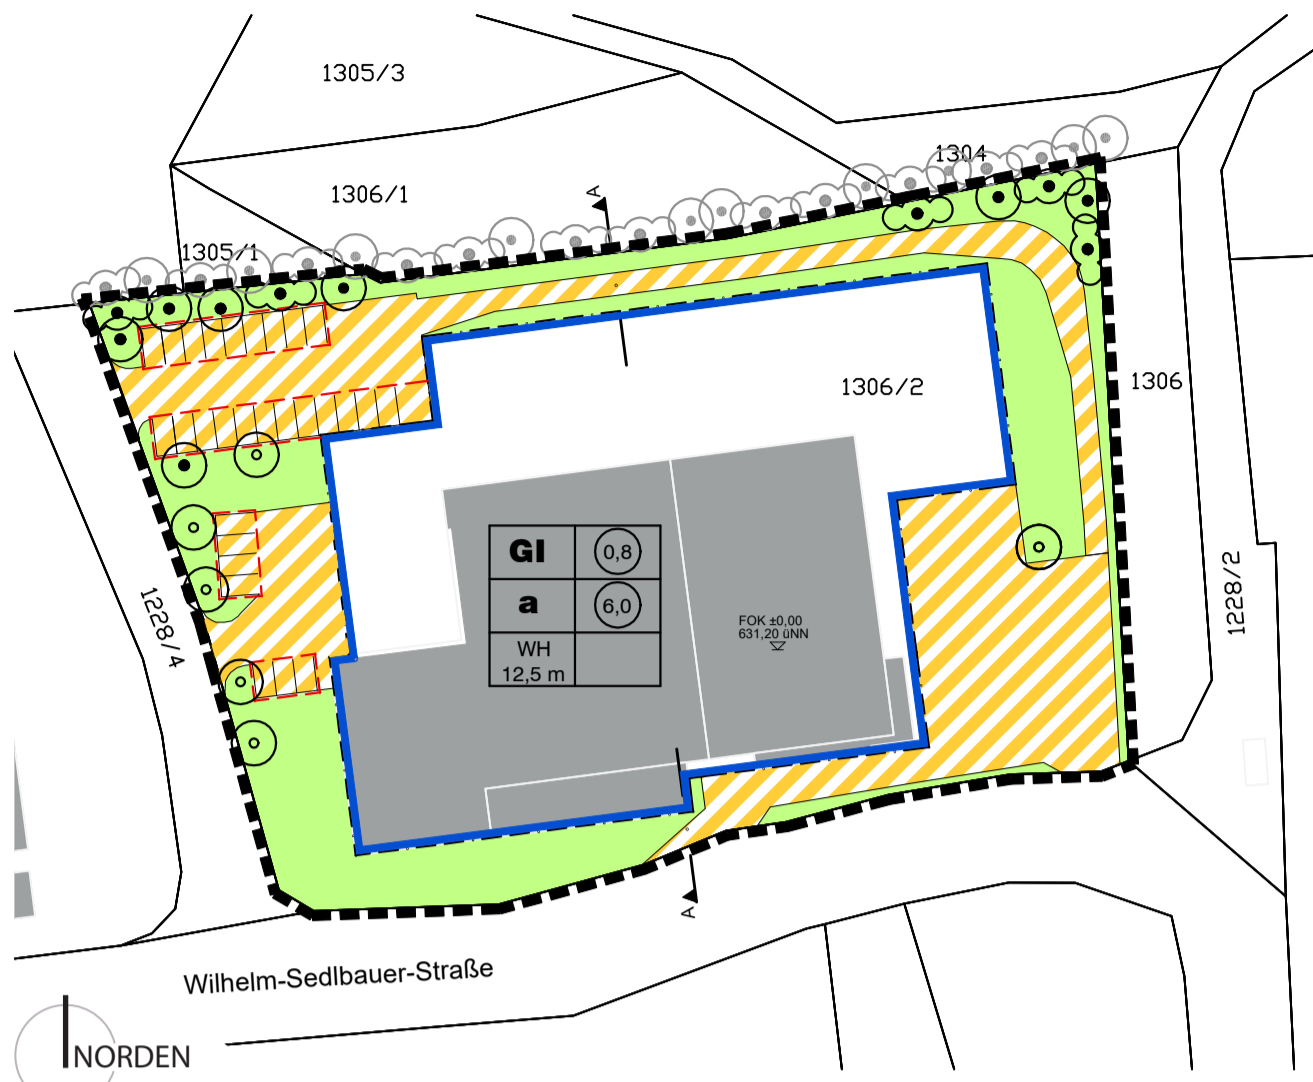 1305/3
1304
1306/1
A
1305/1
1306/2
1306
GI
0,8
a
6,0
WH
12,5 m
FOK ±0,00
631,20 üNN
1228/4
1228/2
A
Wilhelm-Sedlbauer-Straße
NORDEN